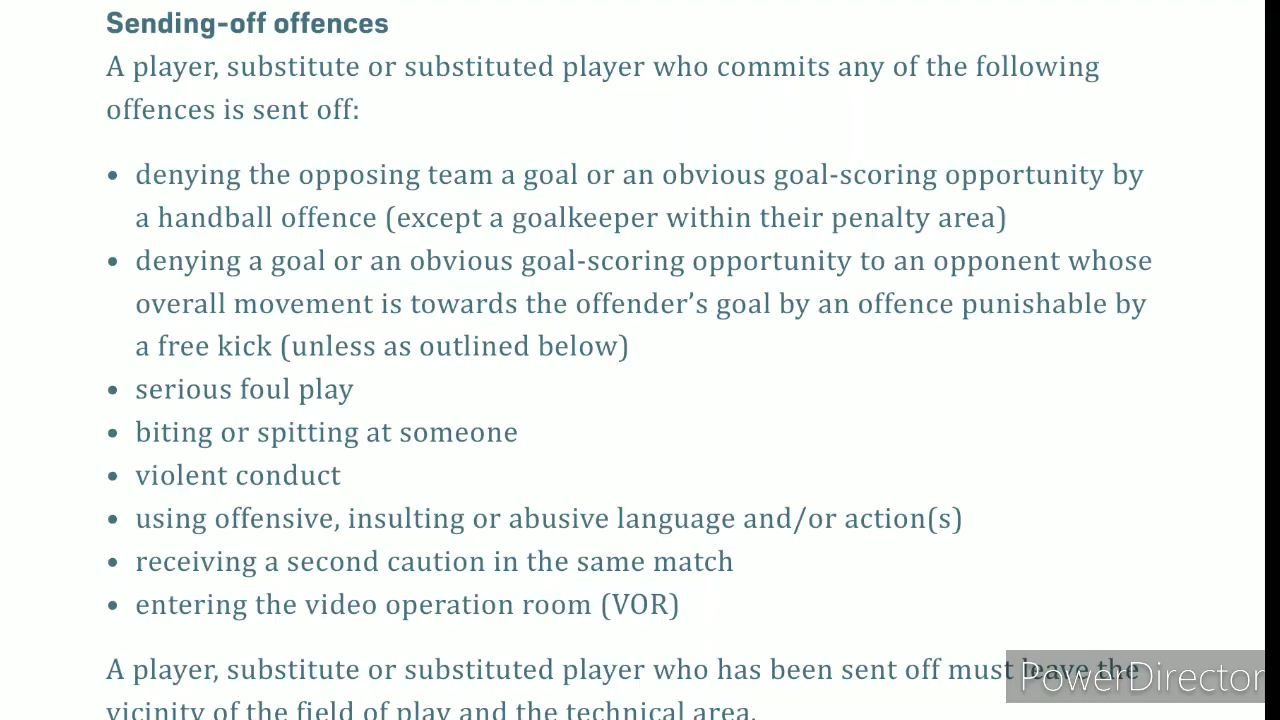 Sending-off offences
A player, substitute or substituted player who commits any of the following
offences is sent off:
• denying the opposing team a goal or an obvious goal-scoring opportunity by
a handball offence (except a goalkeeper within their penalty area)
• denying a goal or an obvious goal-scoring opportunity to an opponent whose
overall movement is towards the offender’s goal by an offence punishable by
a free kick (unless as outlined below)
• serious foul play
• biting or spitting at someone
• violent conduct
• using offensive, insulting or abusive language and/or action(s)
• receiving a second caution in the same match
• entering the video operation room (VOR)
A player, substitute or substituted player who has been sent off must leave the
vicinity of the field of play and the technical area.
PowerDirector